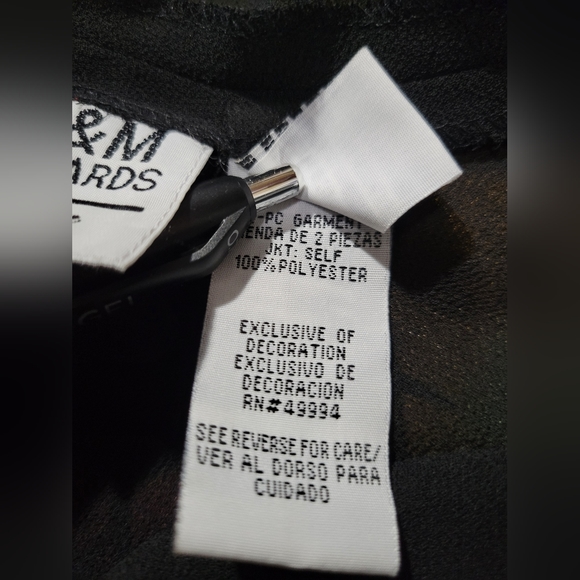 &M
ARDS
-PC GARMENT
ENDA DE 2 PIEZAS
JKT: SELF
100%POLYESTER
EXCLUSIVE OF
DECORATION
EXCLUSIVO DE
DECORACION
RN#49994
SEE REVERSE FOR CARE/
VER AL DORSO PARA
CUIDADO
GEL